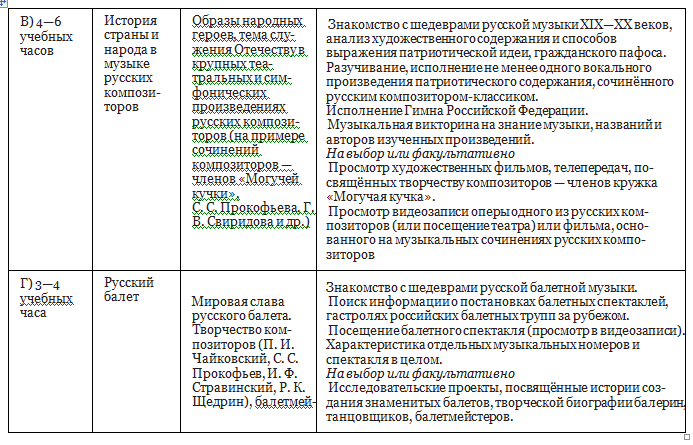 В) 4—6
учебных
часов
История
страны и
народа в
музыке
русских
компози-
торов
Образы народных
героев, тема слу-
жения Отечеству в
крупных теа-
тральных и сим-
фонических
произведениях
русских компози-
торов (на примере
сочинений
композиторов —
членов «Могучей
кучки»,
С. С. Прокофьева, Г.
В. Свиридова и др.)
Знакомство с шедеврами русской музыки XIX—XX веков,
анализ художественного содержания и способов
выражения патриотической идеи, гражданского пафоса.
Разучивание, исполнение не менее одного вокального
произведения патриотического содержания, сочинённого
русским композитором-классиком.
Исполнение Гимна Российской Федерации.
Музыкальная викторина на знание музыки, названий и
авторов изученных произведений.
На выбор или факультативно
Просмотр художественных фильмов, телепередач, по-
свящённых творчеству композиторов — членов кружка
«Могучая кучка».
Просмотр видеозаписи оперы одного из русских ком-
позиторов (или посещение театра) или фильма, осно-
ванного на музыкальных сочинениях русских компо-
зиторов
Г) 3—4
учебных
часа
Русский
балет
Мировая слава
русского балета.
Творчество ком-
позиторов (П. И.
Чайковский, С. С.
Прокофьев, И. Ф.
Стравинский, Р. К.
Щедрин), балетмей-
Знакомство с шедеврами русской балетной музыки.
Поиск информации о постановках балетных спектаклей,
гастролях российских балетных трупп за рубежом.
Посещение балетного спектакля (просмотр в видеозаписи).
Характеристика отдельных музыкальных номеров и
спектакля в целом.
На выбор или факультативно
Исследовательские проекты, посвящённые истории соз-
дания знаменитых балетов, творческой биографии балерин,
танцовщиков, балетмейстеров.